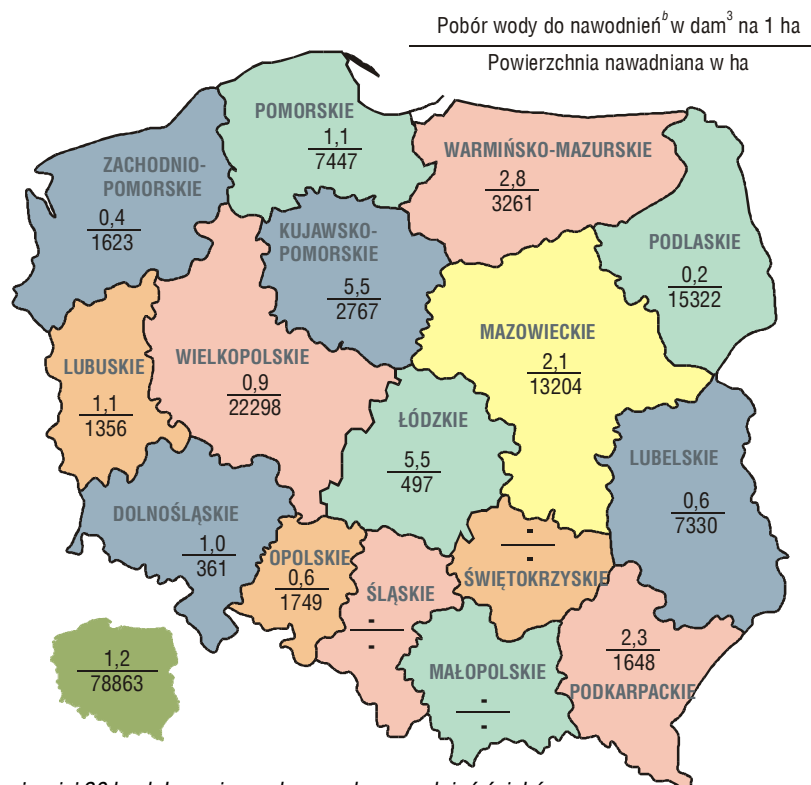 Pobór wody do nawodnień^b w dam³ na 1 ha
Powierzchnia nawadniana w ha
POMORSKIE
1,1
7447
WARMIŃSKO-MAZURSKIE
2,8
3261
ZACHODNIO-
POMORSKIE
0,4
1623
KUJAWSKO-
POMORSKIE
5,5
2767
PODLASKIE
0,2
15322
MAZOWIECKIE
2,1
13204
LUBUSKIE
1,1
1356
WIELKOPOLSKIE
0,9
22298
ŁÓDZKIE
5,5
497
LUBELSKIE
0,6
7330
DOLNOŚLĄSKIE
1,0
361
OPOLSKIE
0,6
1749
ŚLĄSKIE
-
-
-
-
ŚWIĘTOKRZYSKIE
MAŁOPOLSKIE
-
-
2,3
1648
PODKARPACKIE
1,2
78863